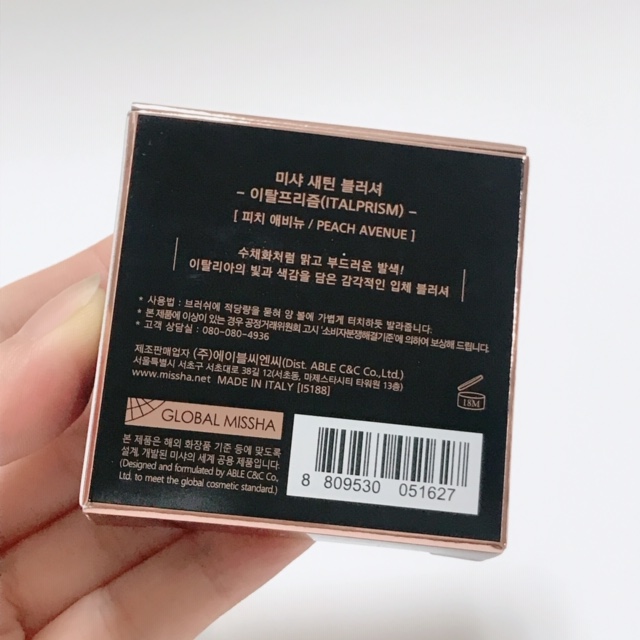 미샤 새틴 블러셔
- 이탈프리즘(ITALPRISM) -
[ 피치 애비뉴 / PEACH AVENUE ]
수채화처럼 맑고 부드러운 발색!
이탈리아의 빛과 색감을 담은 감각적인 입체 블러셔
• 사용법 : 브러쉬에 적당량을 묻혀 양 볼에 가볍게 터치하듯 발라줍니다.
• 본 제품에 이상이 있는 경우 공정거래위원회 고시 '소비자분쟁해결기준'에 의하여 보상해 드립니다.
• 고객 상담실 : 080-080-4936
제조판매업자 (주)에이블씨엔씨(Dist. ABLE C&C Co., Ltd.)
서울특별시 서초구 서초대로 38길 12(서초동, 마제스타시티 타워원 13층)
www.missha.net MADE IN ITALY [I5188]
18M
GLOBAL MISSHA
본 제품은 해외 화장품 기준 등에 맞도록
설계, 개발된 미샤의 세계 공용 제품입니다.
(Designed and formulated by ABLE C&C Co.,
Ltd. to meet the global cosmetic standard.)
8 809530 051627